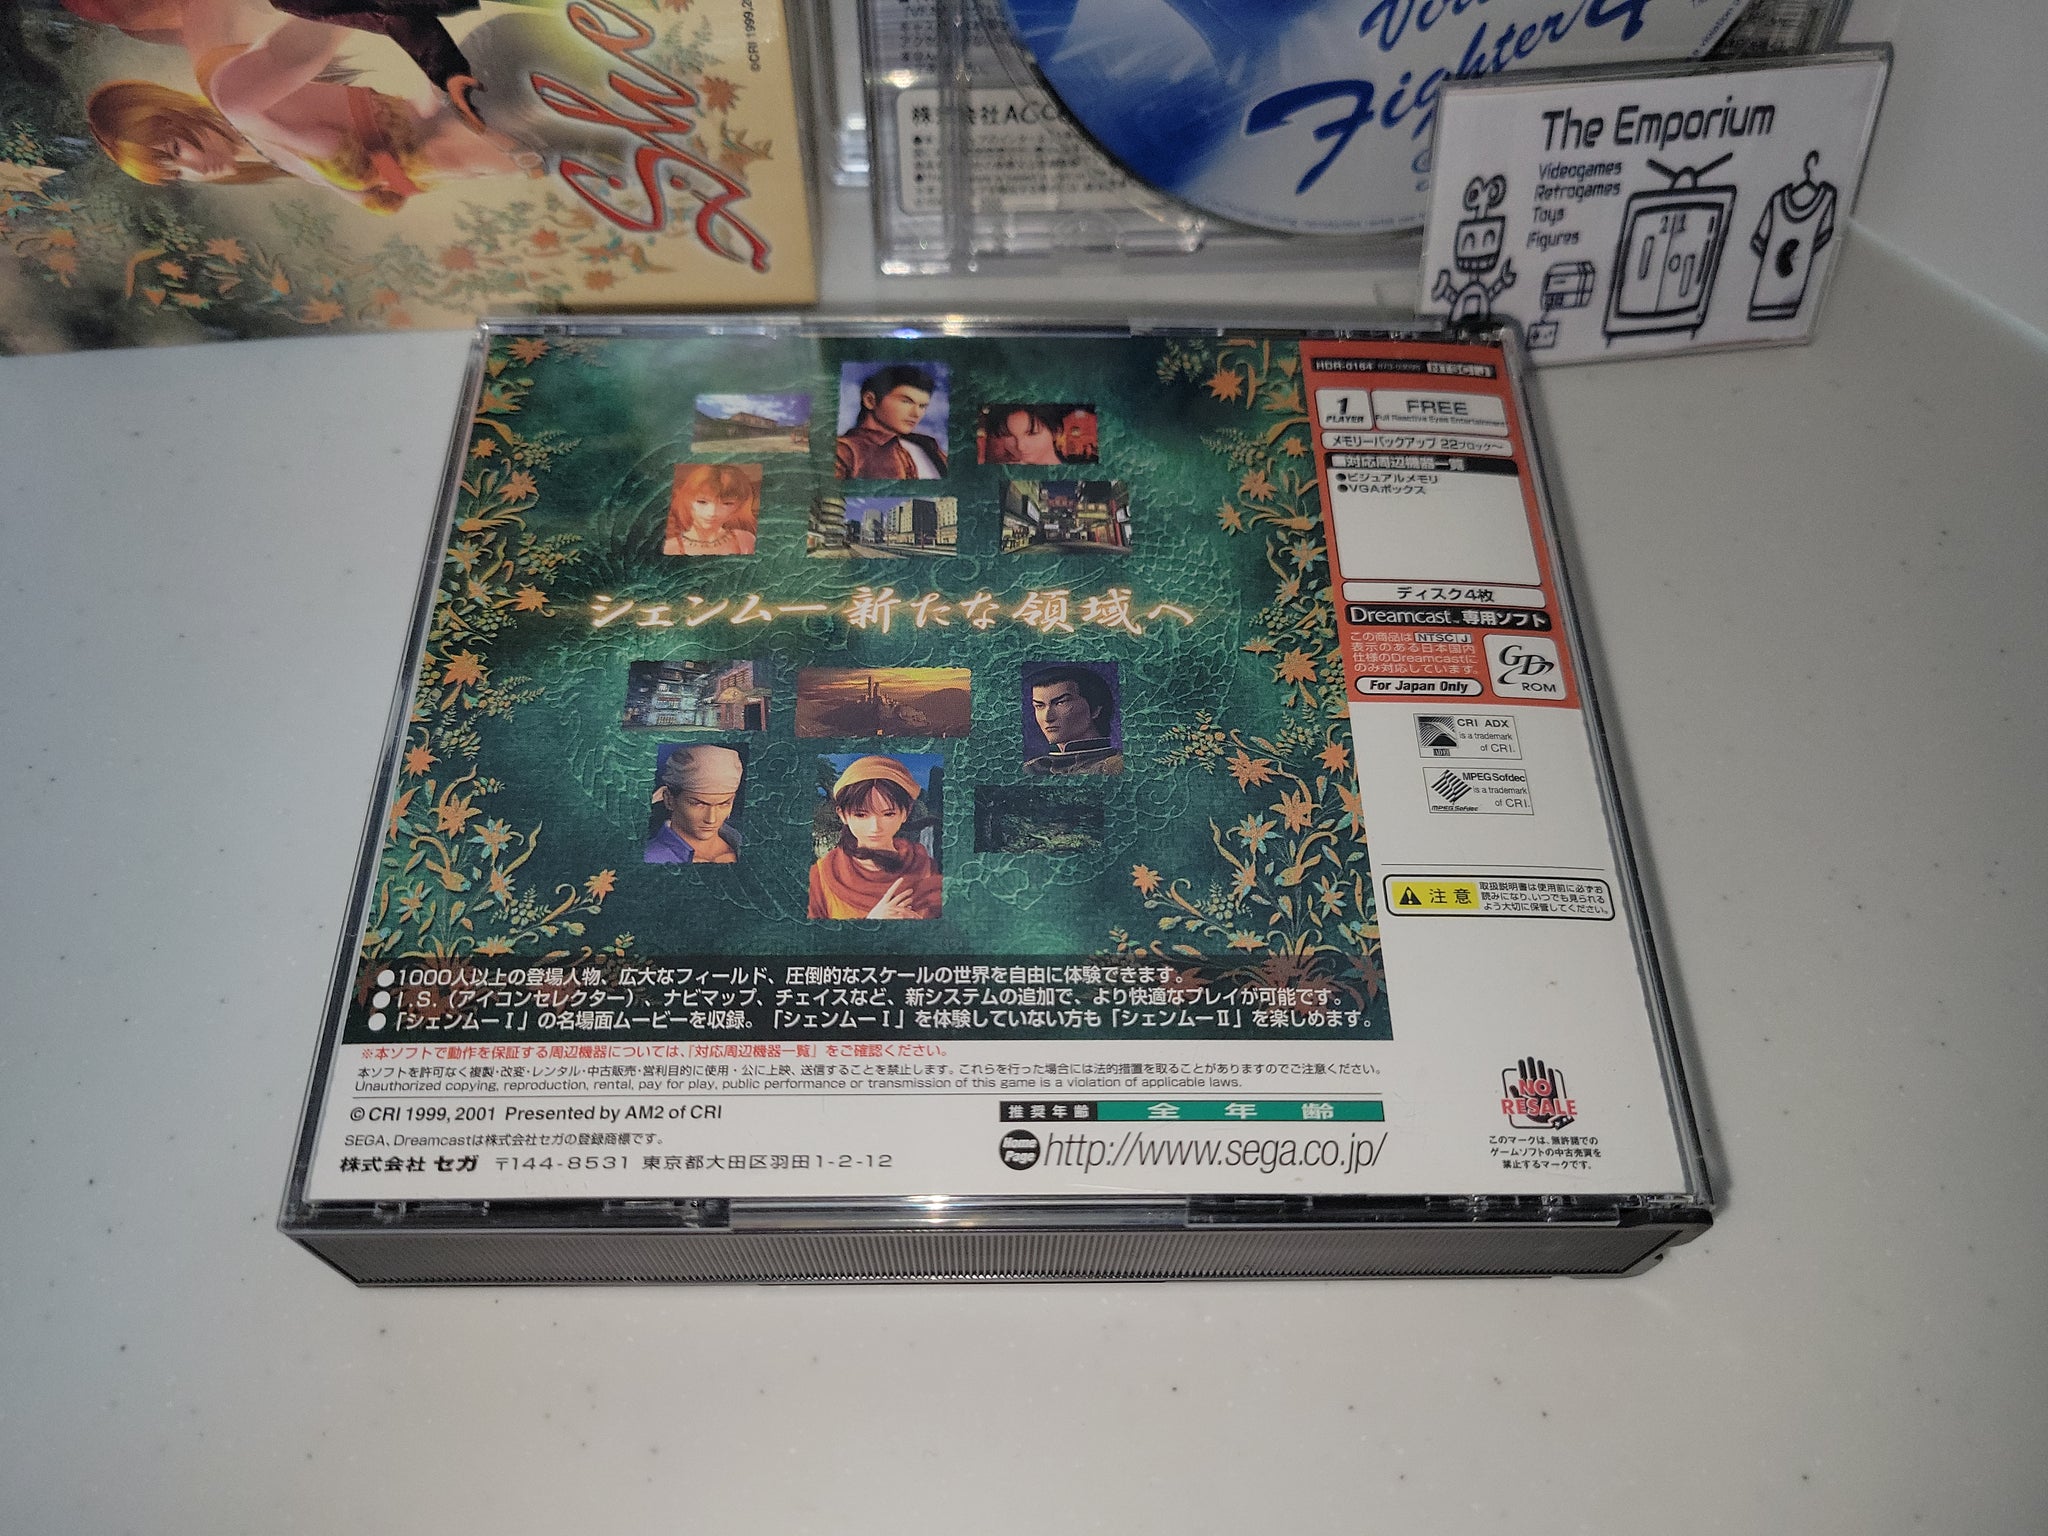 She
©CRI 1999,2
株式会社ACC
Virtua
Fighter 4
The Emporium
Videogames
Retrogames
Toys
Figures
シェンムー 新たな領域へ
●1000人以上の登場人物、広大なフィールド、圧倒的なスケールの世界を自由に体験できます。
●I.S.（アイコンセレクター）、ナビマップ、チェイスなど、新システムの追加で、より快適なプレイが可能です。
●「シェンムーⅠ」の名場面ムービーを収録。「シェンムーⅠ」を体験していない方も「シェンムーⅡ」を楽しめます。
※本ソフトで動作を保証する周辺機器については、『対応周辺機器一覧』をご確認ください。
本ソフトを許可なく複製・改変・レンタル・中古販売・営利目的に使用・公に上映、送信することを禁止します。これらを行った場合には法的措置を取ることがありますのでご注意ください。
Unauthorized copying, reproduction, rental, pay for play, public performance or transmission of this game is a violation of applicable laws.
© CRI 1999, 2001 Presented by AM2 of CRI
SEGA、Dreamcastは株式会社セガの登録商標です。
株式会社 セガ 〒144-8531 東京都大田区羽田1-2-12
推奨年齢 全年齢
Home Page http://www.sega.co.jp/
HDR-0164 NTSC J
1 PLAYER
FREE
Full Reactive Eyes Entertainment
メモリーバックアップ 22ブロック〜
■対応周辺機器一覧
●ビジュアルメモリ
●VGAボックス
ディスク4枚
Dreamcast™ 専用ソフト
この商品は NTSC J
表示のある日本国内
仕様のDreamcastに
のみ対応しています。
For Japan Only
GD ROM
CRI ADX
is a trademark
of CRI.
ADX
MPEG Sofdec
is a trademark
of CRI.
MPEG Sofdec
注意
取扱説明書は使用前に必ずお
読みになり、いつでも見られる
よう大切に保管してください。
NO
RESALE
このマークは、無許諾での
ゲームソフトの中古売買を
禁止するマークです。